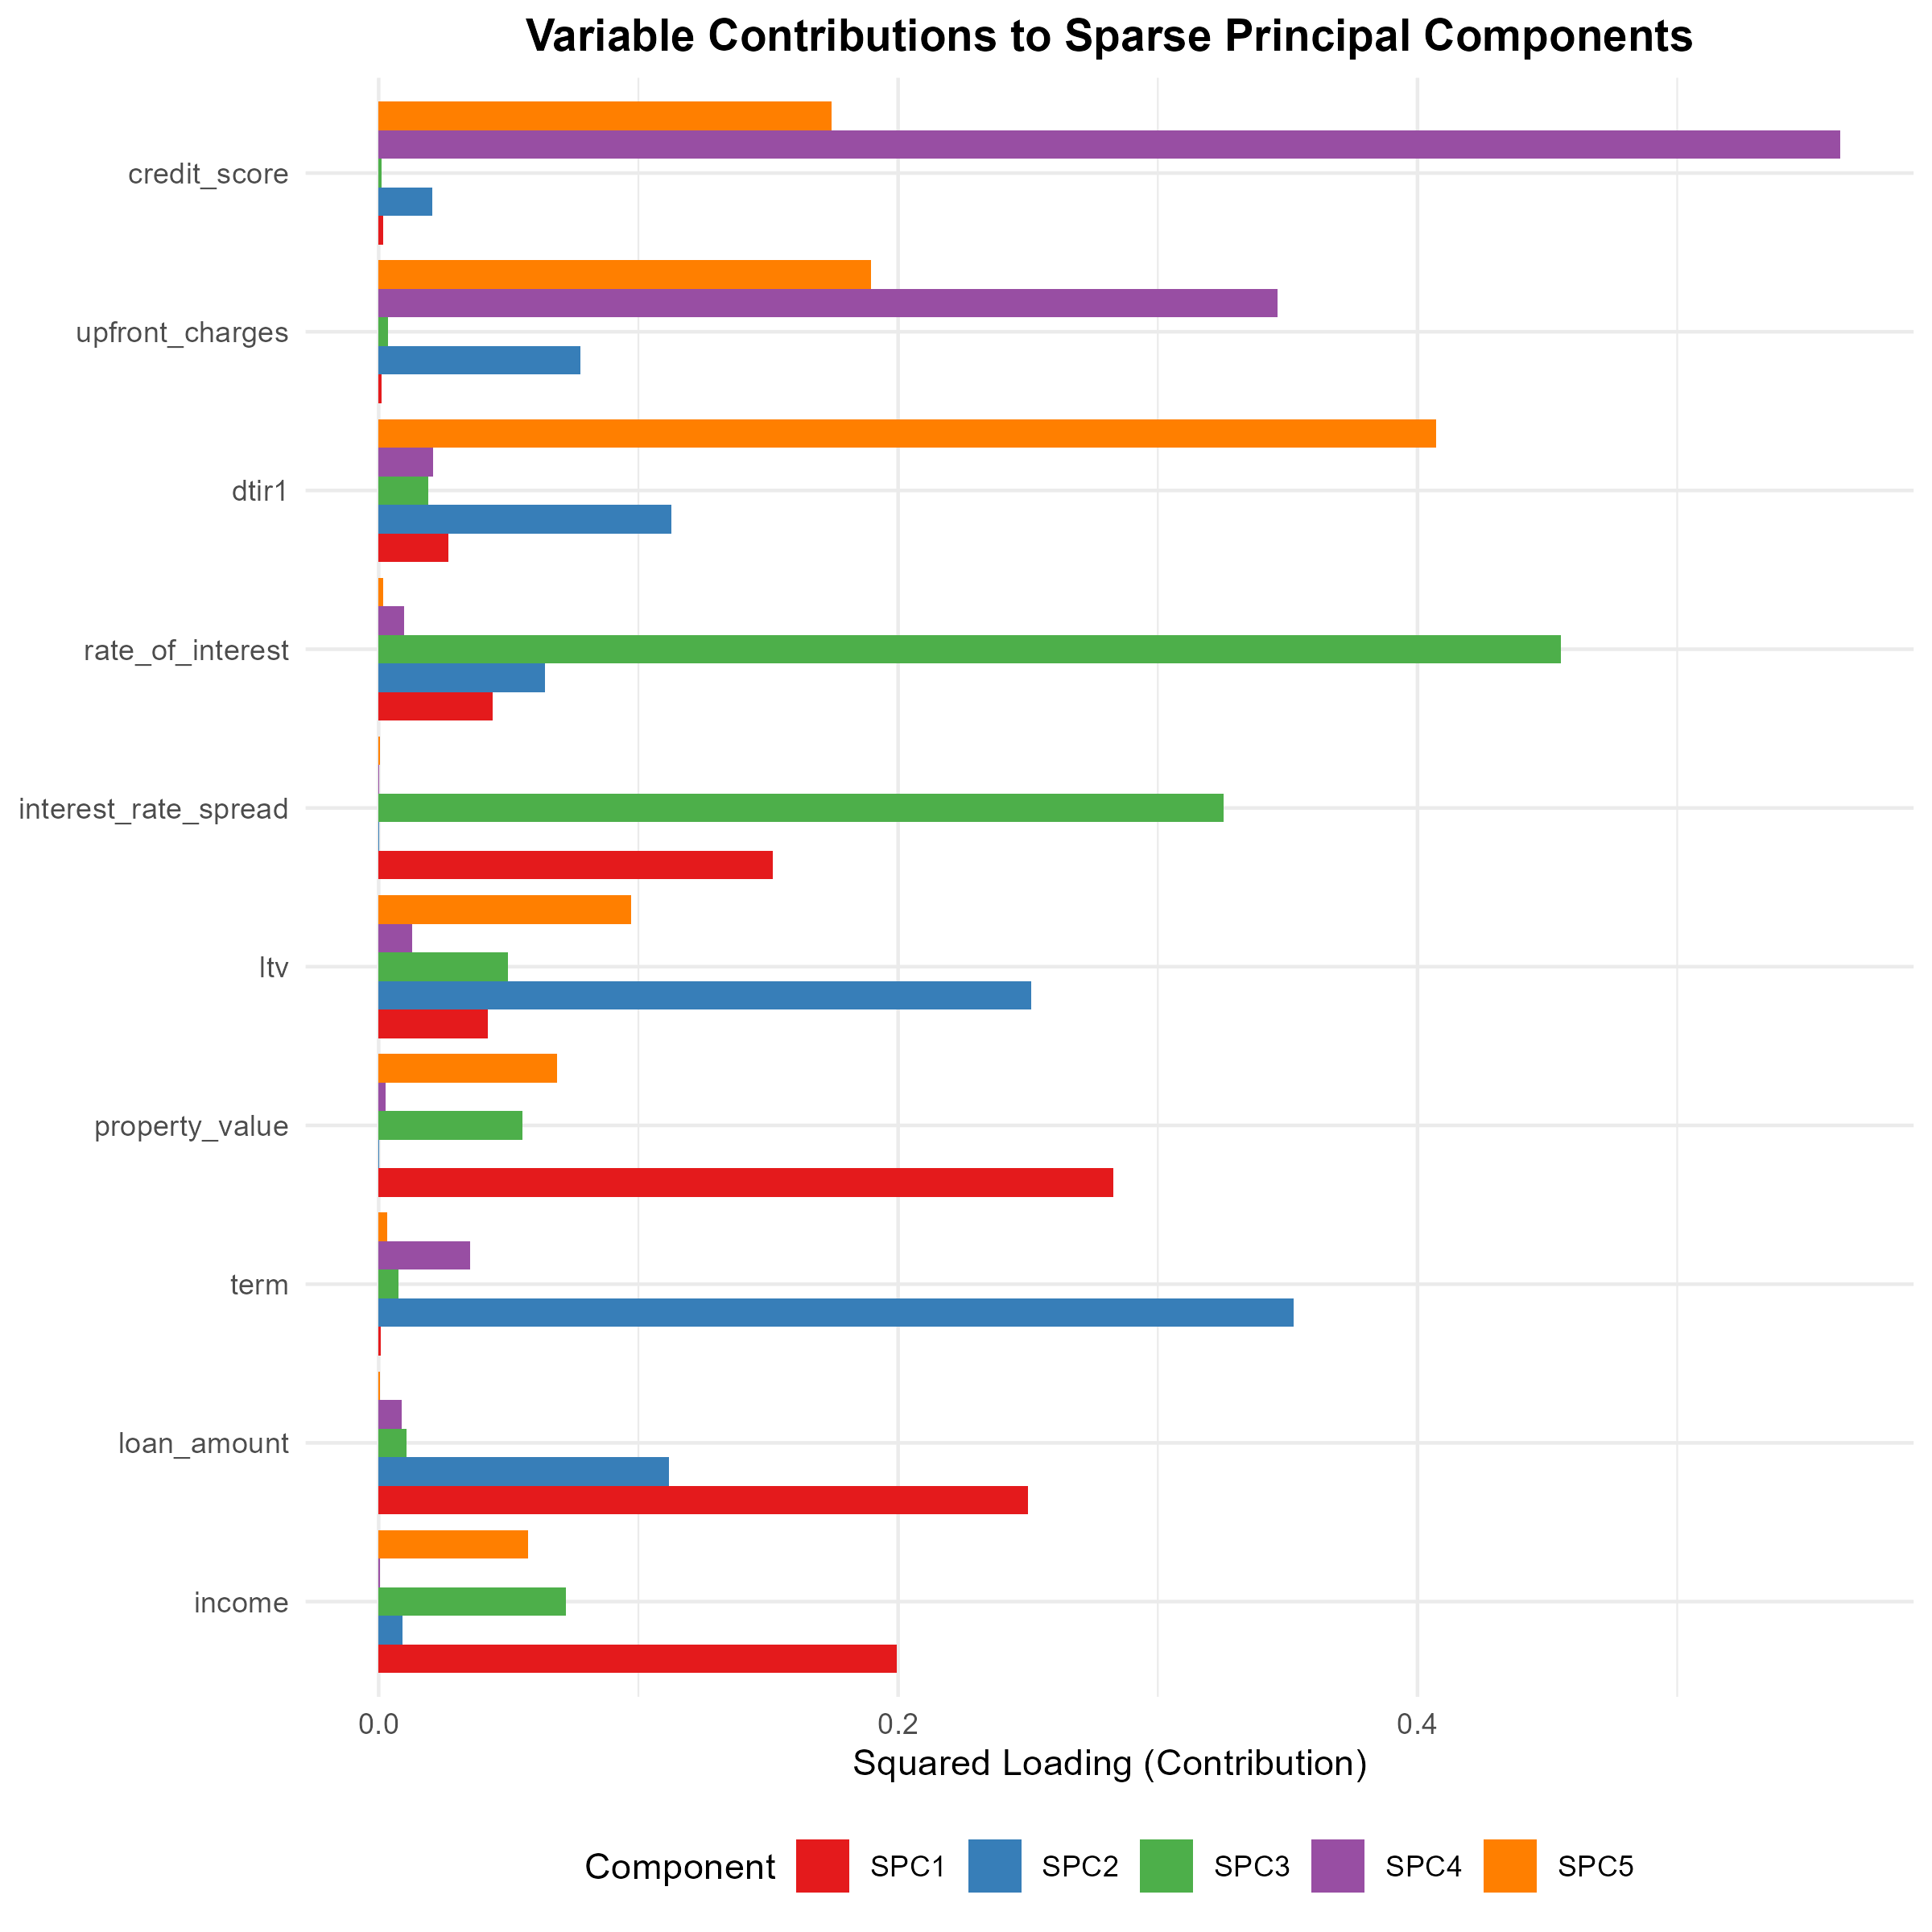 Variable Contributions to Sparse Principal Components
credit_score
upfront_charges
dtir1
rate_of_interest
interest_rate_spread
ltv
property_value
term
loan_amount
income
0.0 0.2 0.4
Squared Loading (Contribution)
Component SPC1 SPC2 SPC3 SPC4 SPC5